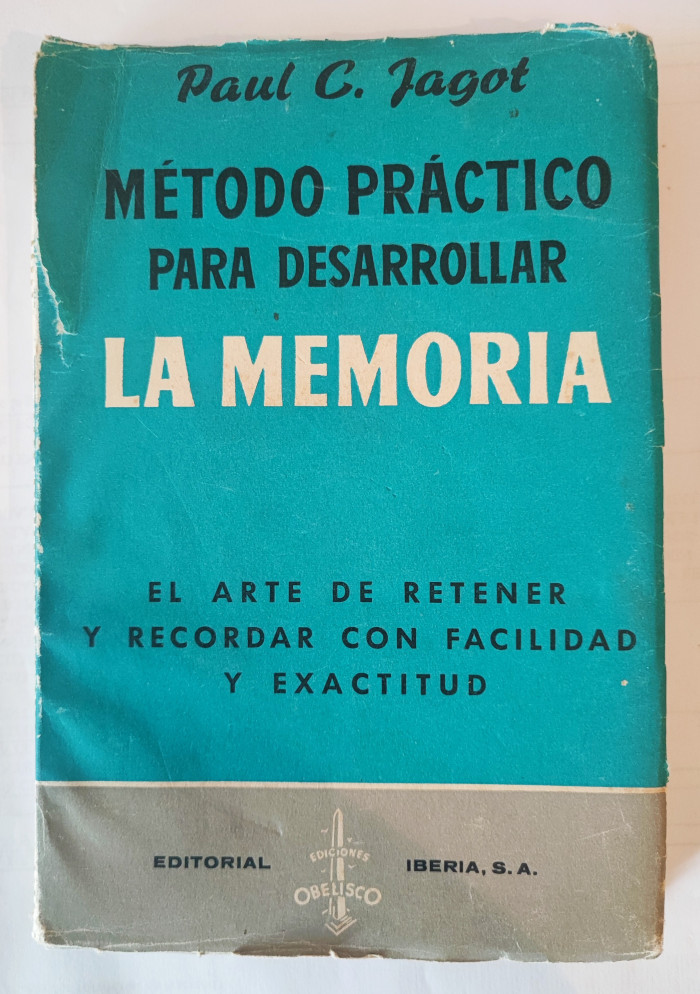 Paul C. Jagot
MÉTODO PRÁCTICO
PARA DESARROLLAR
LA MEMORIA
EL ARTE DE RETENER
Y RECORDAR CON FACILIDAD
Y EXACTITUD
EDITORIAL
EDICIONES
OBELISCO
IBERIA, S. A.